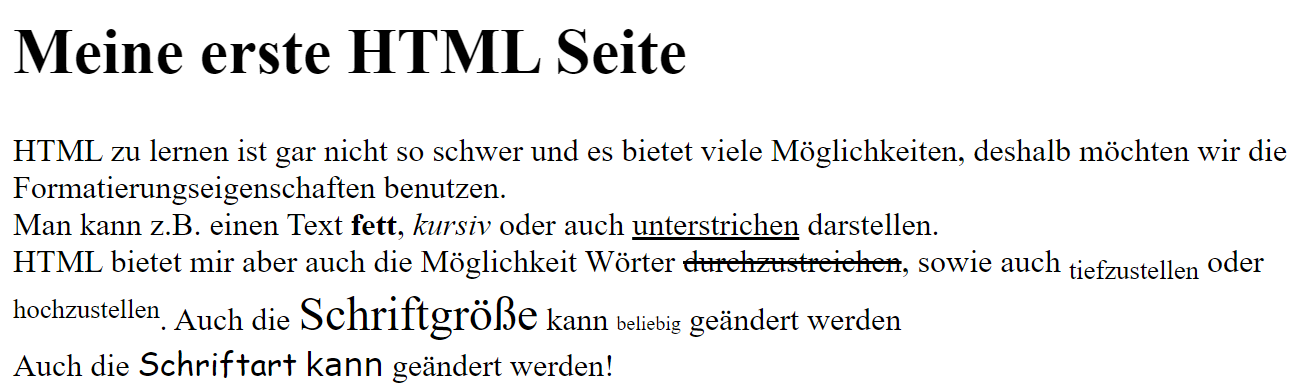 Meine erste HTML Seite
HTML zu lernen ist gar nicht so schwer und es bietet viele Möglichkeiten, deshalb möchten wir die
Formatierungseigenschaften benutzen.
Man kann z.B. einen Text fett, kursiv oder auch unterstrichen darstellen.
HTML bietet mir aber auch die Möglichkeit Wörter durchzustreichen, sowie auch tiefzustellen oder
hochzustellen. Auch die Schriftgröße kann beliebig geändert werden
Auch die Schriftart kann geändert werden!